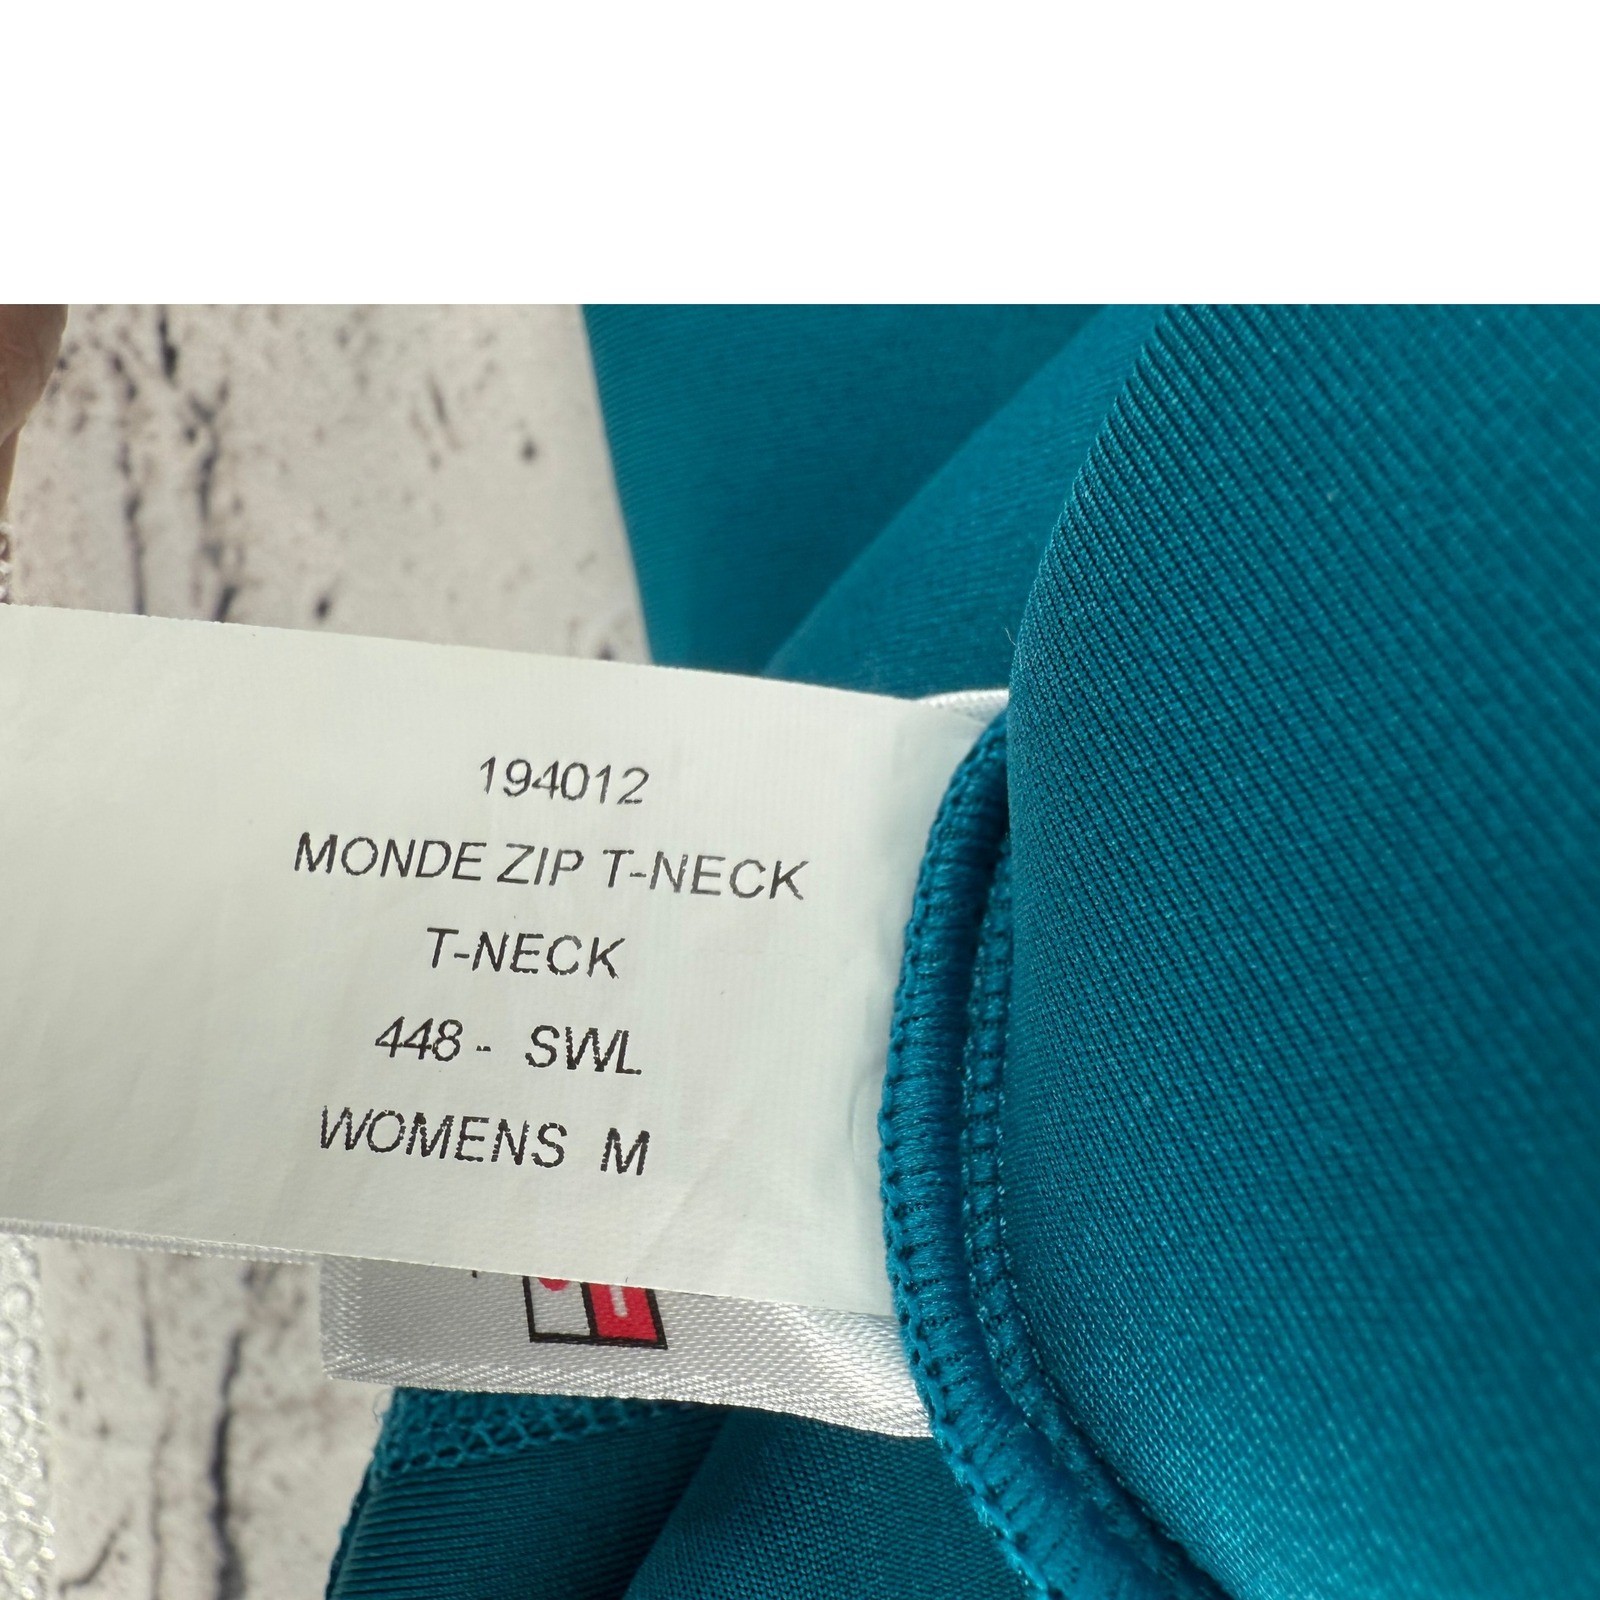 194012
MONDE ZIP T-NECK
T-NECK
448 - SWL
WOMENS M